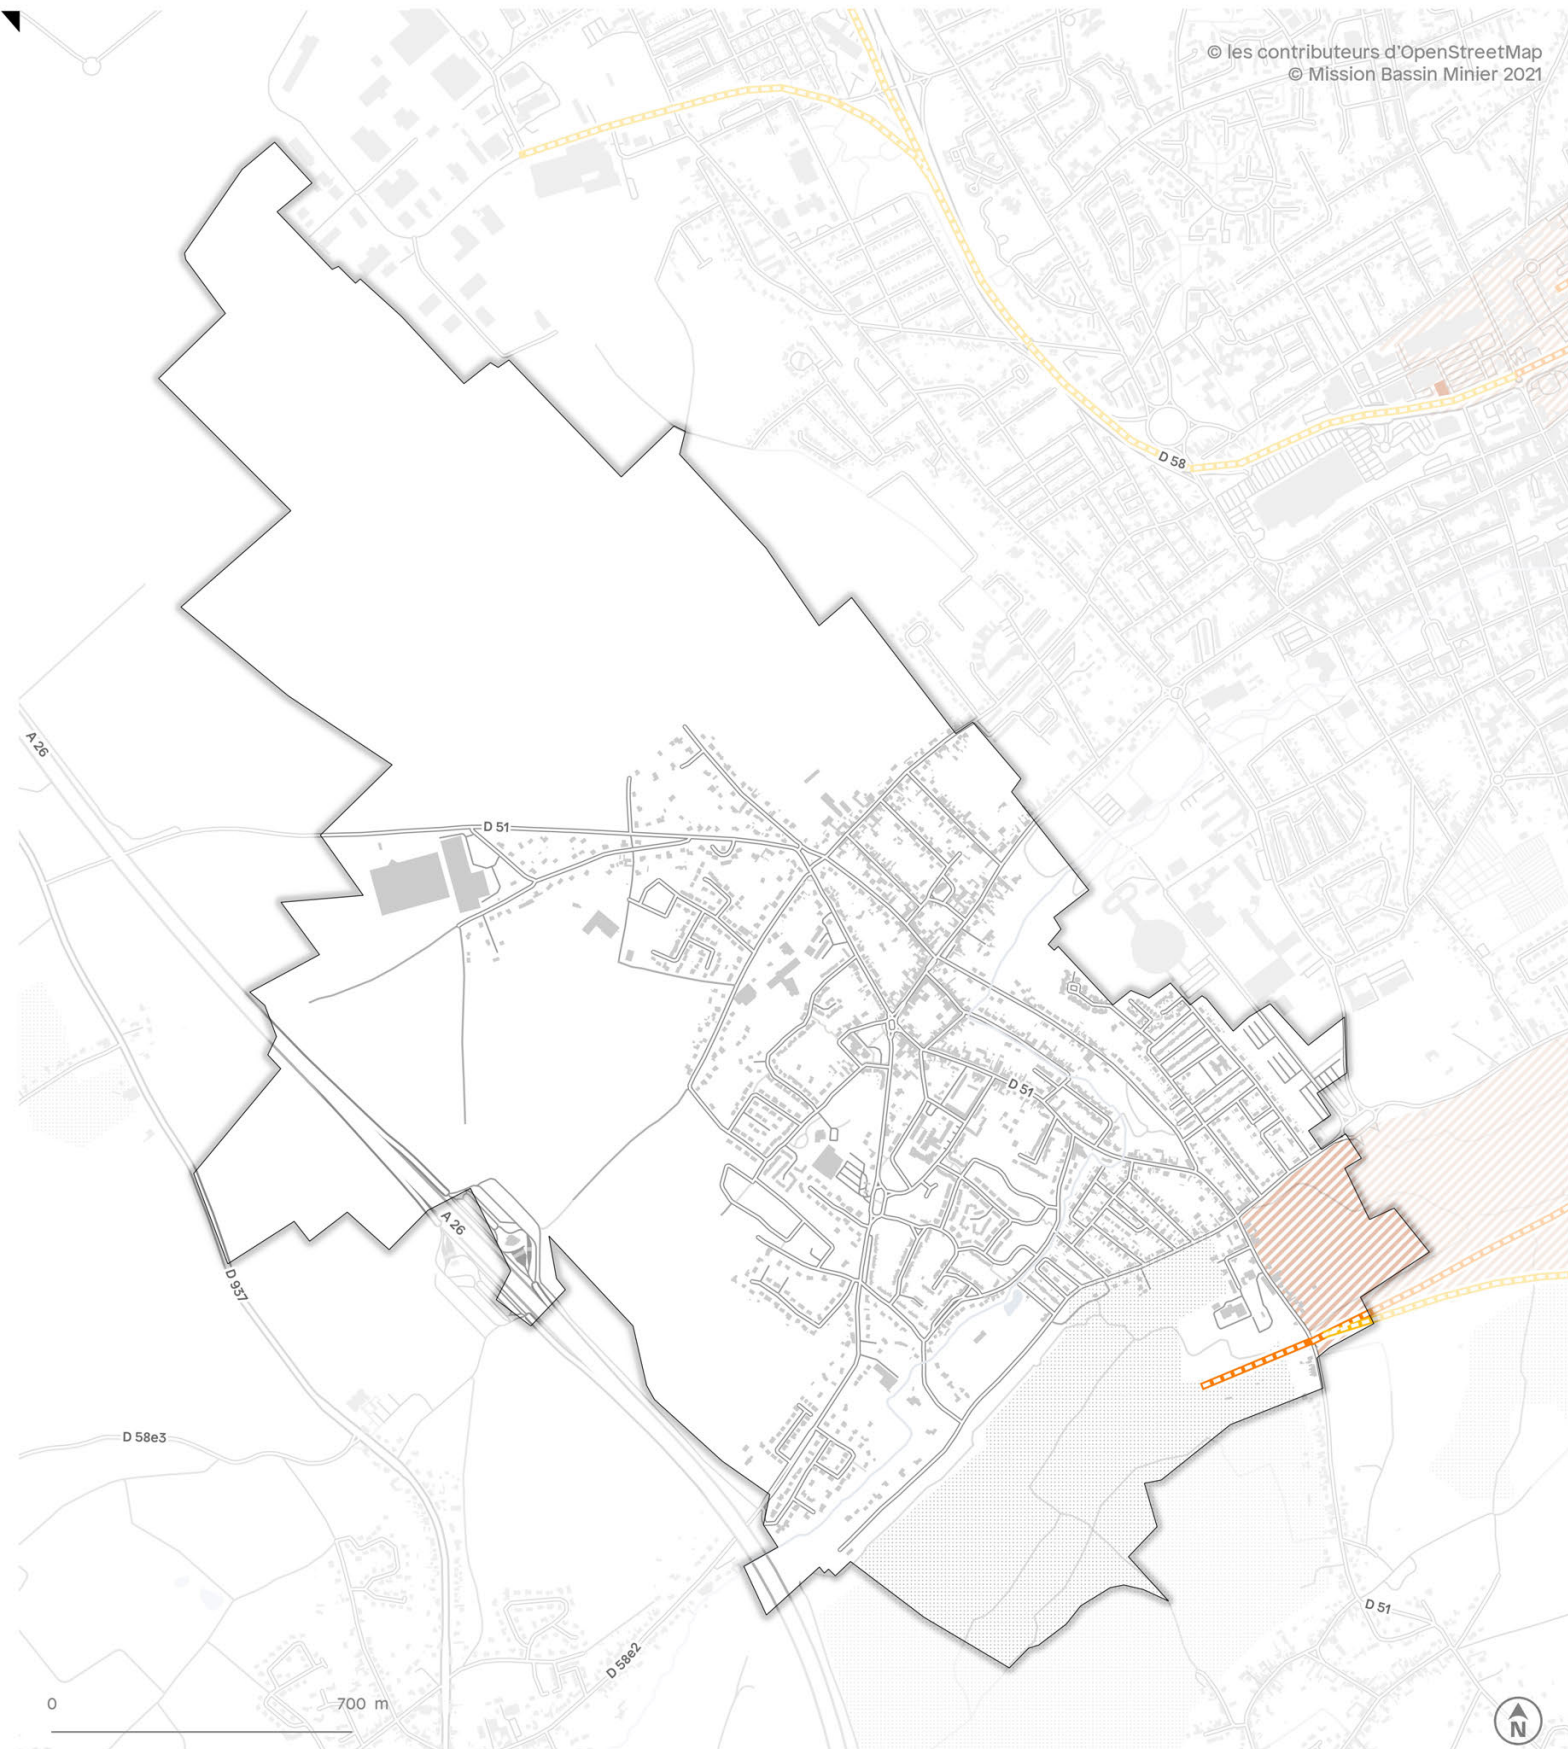 © les contributeurs d'OpenStreetMap
© Mission Bassin Minier 2021
D 58
A 26
D 51
D 51
A 26
D 937
D 58e3
D 51
D 58e2
0 700 m
N